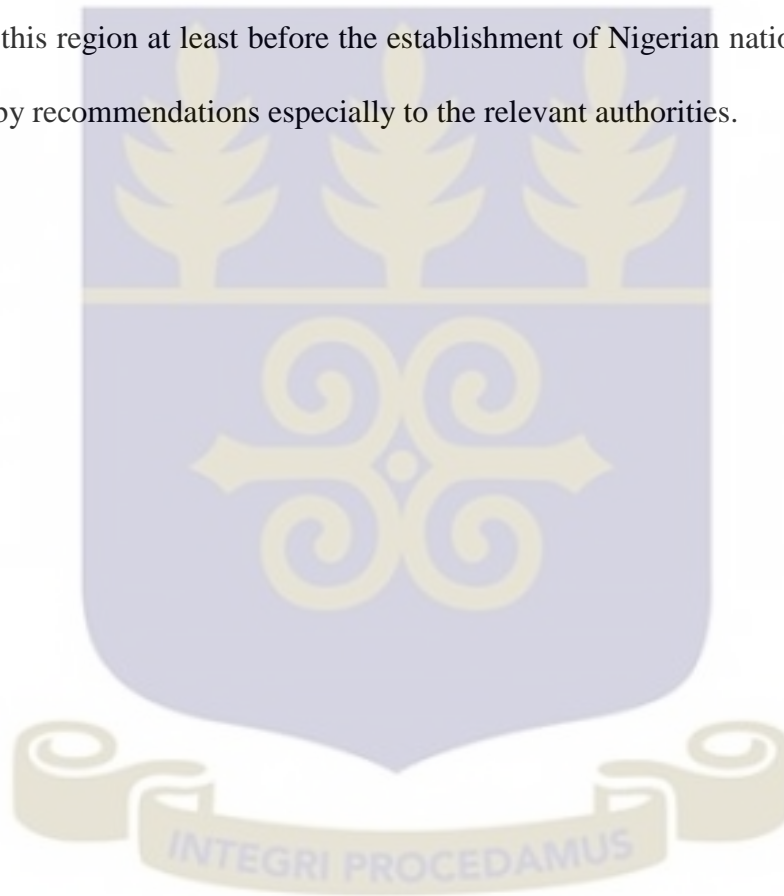 this region at least before the establishment of Nigerian natio
by recommendations especially to the relevant authorities.
INTEGRI PROCEDAMUS